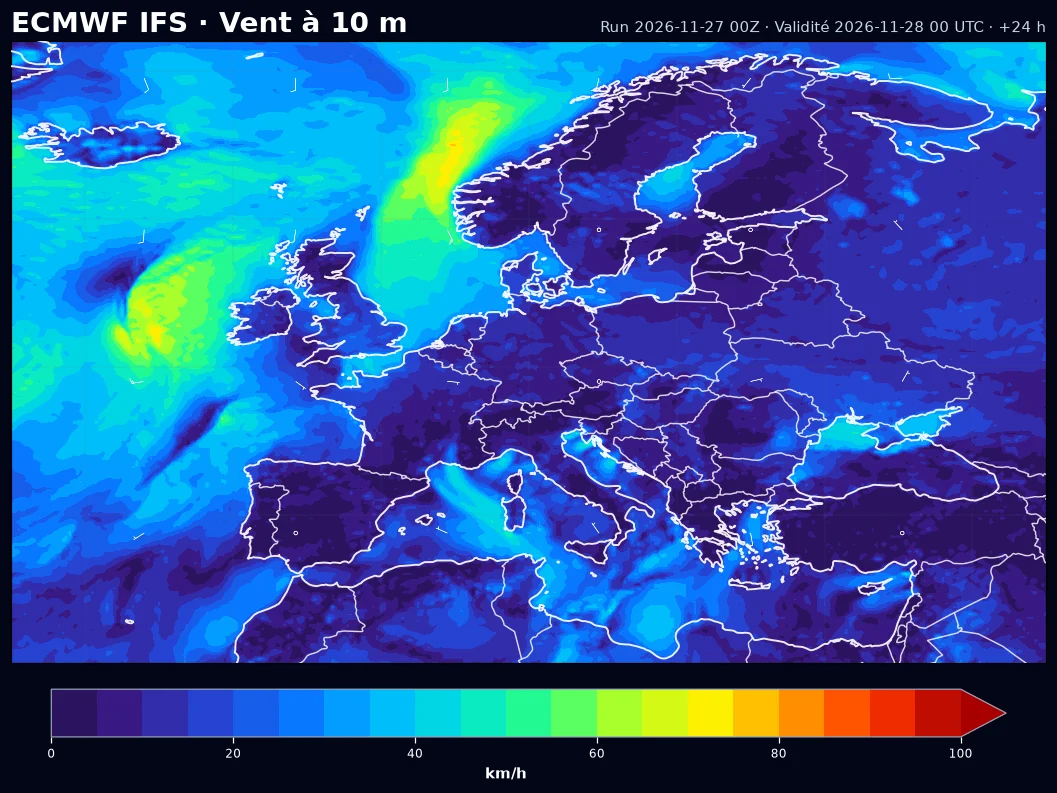 ECMWF IFS · Vent à 10 m
Run 2026-11-27 00Z · Validité 2026-11-28 00 UTC · +24 h
0 20 40 60 80 100
km/h